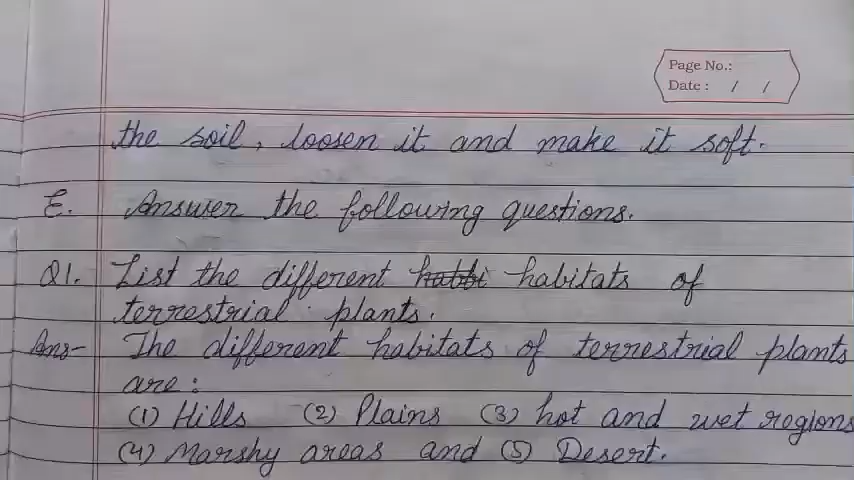 Page No.:
Date : / /
the soil, loosen it and make it soft.
E. Answer the following questions.
Q1. List the different habitats of
terrestrial plants.
Ans- The different habitats of terrestrial plants
are:
(1) Hills (2) Plains (3) hot and wet regions
(4) Marshy areas and (5) Desert.